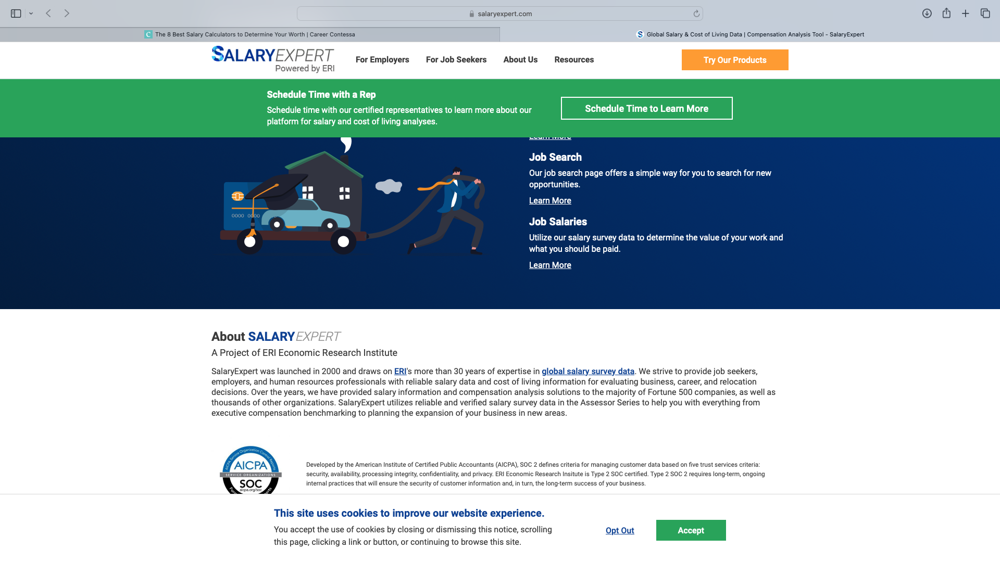 salaryexpert.com
The 8 Best Salary Calculators to Determine Your Worth | Career Contessa
Global Salary & Cost of Living Data | Compensation Analysis Tool - SalaryExpert
SALARYEXPERT
Powered by ERI
For Employers
For Job Seekers
About Us
Resources
Try Our Products
Schedule Time with a Rep
Schedule time with our certified representatives to learn more about our
platform for salary and cost of living analyses.
Schedule Time to Learn More
Learn More
Job Search
Our job search page offers a simple way for you to search for new
opportunities.
Learn More
Job Salaries
Utilize our salary survey data to determine the value of your work and
what you should be paid.
Learn More
0000 0000
About SALARYEXPERT
A Project of ERI Economic Research Institute
SalaryExpert was launched in 2000 and draws on ERI's more than 30 years of expertise in global salary survey data. We strive to provide job seekers,
employers, and human resources professionals with reliable salary data and cost of living information for evaluating business, career, and relocation
decisions. Over the years, we have provided salary information and compensation analysis solutions to the majority of Fortune 500 companies, as well as
thousands of other organizations. SalaryExpert utilizes reliable and verified salary survey data in the Assessor Series to help you with everything from
executive compensation benchmarking to planning the expansion of your business in new areas.
AICPA Service Organization Control Reports
AICPA
SERVICE ORGANIZATIONS
SOC
aicpa.org/soc
Developed by the American Institute of Certified Public Accountants (AICPA), SOC 2 defines criteria for managing customer data based on five trust services criteria:
security, availability, processing integrity, confidentiality, and privacy. ERI Economic Research Insitute is Type 2 SOC certified. Type 2 SOC 2 requires long-term, ongoing
internal practices that will ensure the security of customer information and, in turn, the long-term success of your business.
This site uses cookies to improve our website experience.
You accept the use of cookies by closing or dismissing this notice, scrolling
this page, clicking a link or button, or continuing to browse this site.
Opt Out
Accept